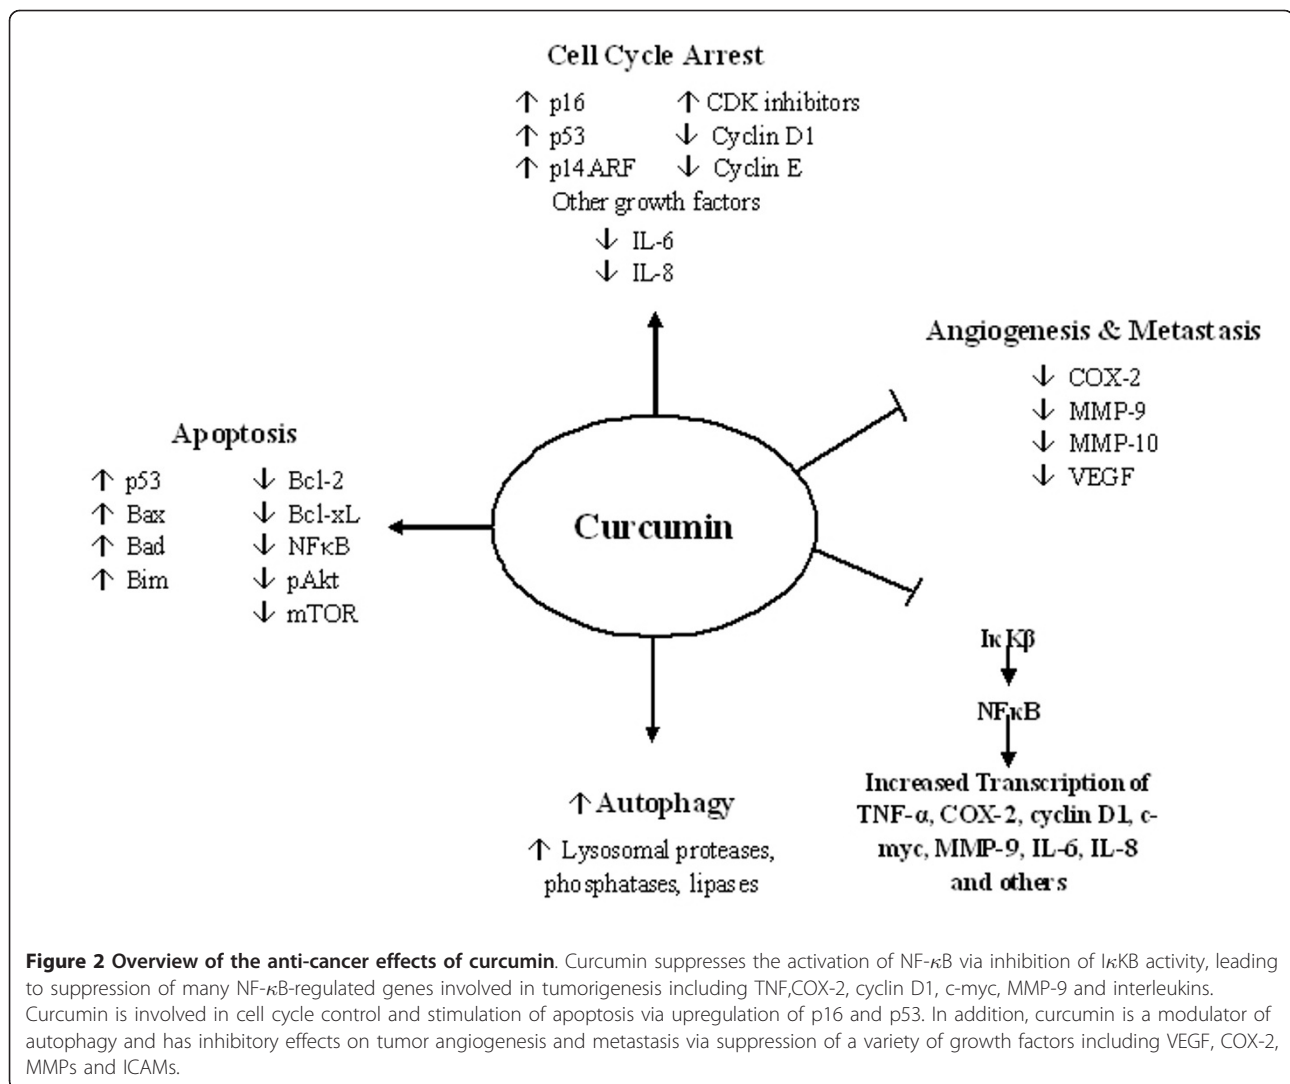 Cell Cycle Arrest
↑ p16 ↑ CDK inhibitors
↑ p53 ↓ Cyclin D1
↑ p14ARF ↓ Cyclin E
Other growth factors
↓ IL-6
↓ IL-8
Angiogenesis & Metastasis
↓ COX-2
↓ MMP-9
↓ MMP-10
↓ VEGF
Apoptosis
↑ p53 ↓ Bcl-2
↑ Bax ↓ Bcl-xL
↑ Bad ↓ NFκB
↑ Bim ↓ pAkt
↓ mTOR
Curcumin
IκKβ
NFκB
Increased Transcription of
TNF-α, COX-2, cyclin D1, c-
myc, MMP-9, IL-6, IL-8
and others
↑ Autophagy
↑ Lysosomal proteases,
phosphatases, lipases
Figure 2 Overview of the anti-cancer effects of curcumin. Curcumin suppresses the activation of NF-κB via inhibition of IκKB activity, leading
to suppression of many NF-κB-regulated genes involved in tumorigenesis including TNF,COX-2, cyclin D1, c-myc, MMP-9 and interleukins.
Curcumin is involved in cell cycle control and stimulation of apoptosis via upregulation of p16 and p53. In addition, curcumin is a modulator of
autophagy and has inhibitory effects on tumor angiogenesis and metastasis via suppression of a variety of growth factors including VEGF, COX-2,
MMPs and ICAMs.